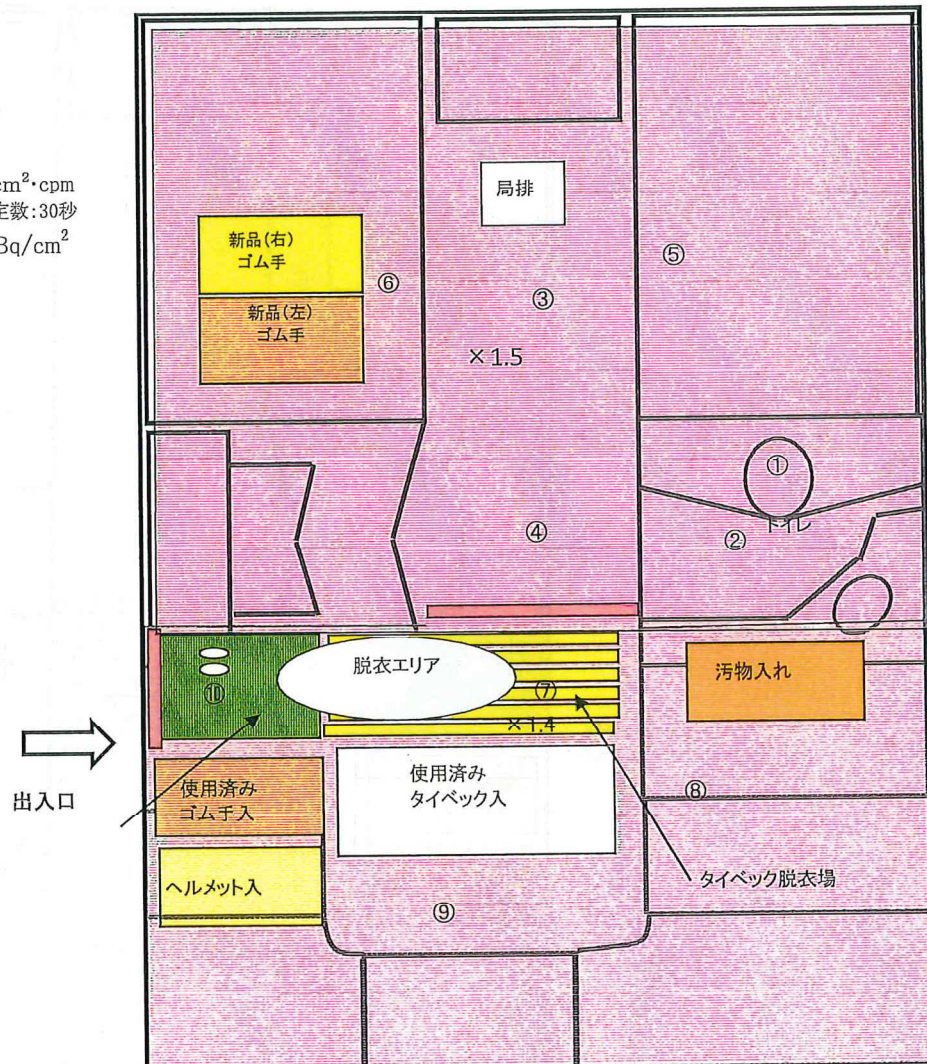 cm²・cpm
定数:30秒
Bq/cm²
局排
新品(右)
ゴム手
新品(左)
ゴム手
⑥
③
⑤
×1.5
①
トイレ
②
④
脱衣エリア
⑦
×1.4
⑩
汚物入れ
出入口
使用済み
ゴム手入
使用済み
タイベック入
⑧
ヘルメット入
タイベック脱衣場
⑨